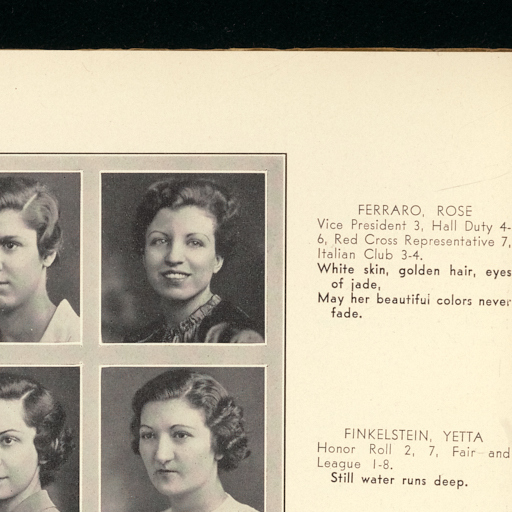 FERRARO, ROSE
Vice President 3, Hall Duty 4-
6, Red Cross Representative 7,
Italian Club 3-4.
White skin, golden hair, eyes
of jade,
May her beautiful colors never
fade.
FINKELSTEIN, YETTA
Honor Roll 2, 7, Fair and
League 1-8.
Still water runs deep.